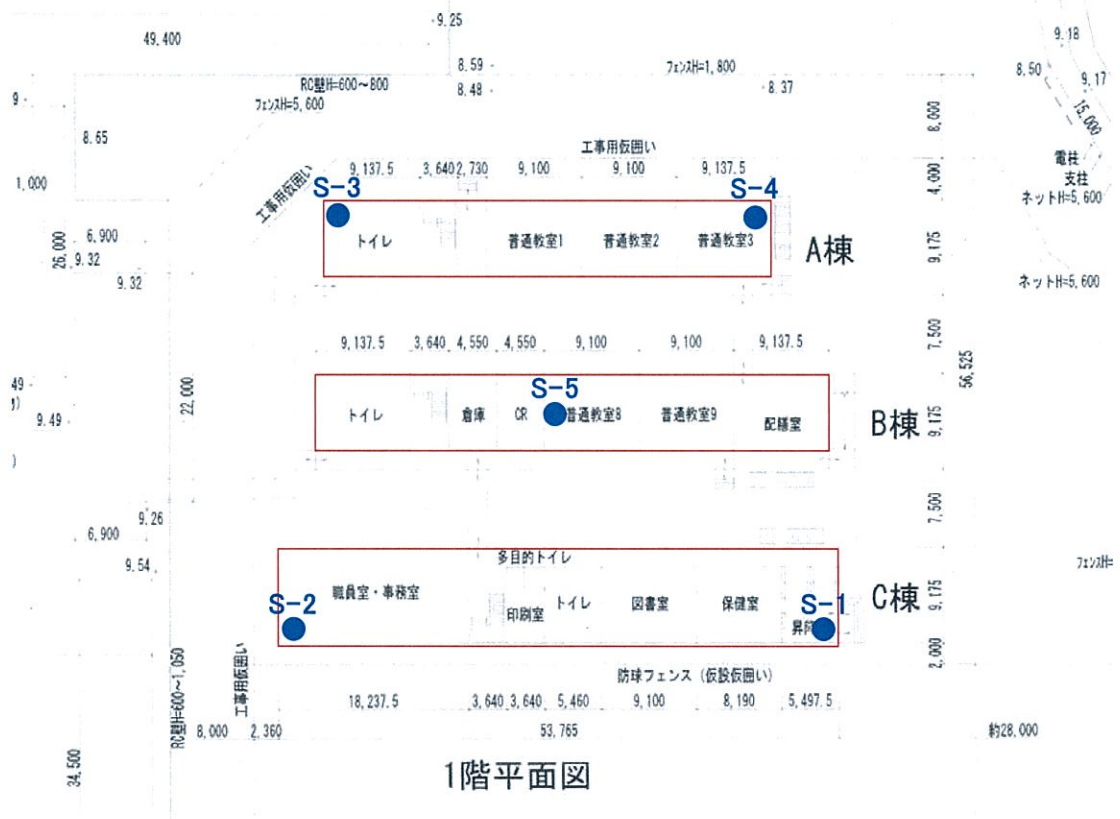 9.25
49,400
9.18
8.59
フェンスH=1,800
8.50
9.17
RC塀H=600～800
8.48
8.37
9
フェンスH=5,600
15,000
8,000
8.65
工事用仮囲い
電柱
支柱
9,137.5 3,640 2,730 9,100 9,100 9,137.5
4,000
1,000
工事用仮囲い
S-3
S-4
ネットH=5,600
26,000
6,900
トイレ
普通教室1
普通教室2
普通教室3
A棟
9,175
9.32
9.32
ネットH=5,600
9,137.5 3,640 4,550 4,550 9,100 9,100 9,137.5
7,500
56,525
49
22,000
S-5
9.49
トイレ
倉庫
CR
普通教室8
普通教室9
配膳室
B棟
9,175
9.26
7,500
6,900
9.54
多目的トイレ
フェンスH=
職員室・事務室
S-2
印刷室
トイレ
図書室
保健室
S-1
C棟
9,175
RC塀H=600～1,050
工事用仮囲い
防球フェンス（仮設仮囲い）
2,000
18,237.5 3,640 3,640 5,460 9,100 8,190 5,497.5
8,000 2,360 53,765
約28,000
34,500
1階平面図